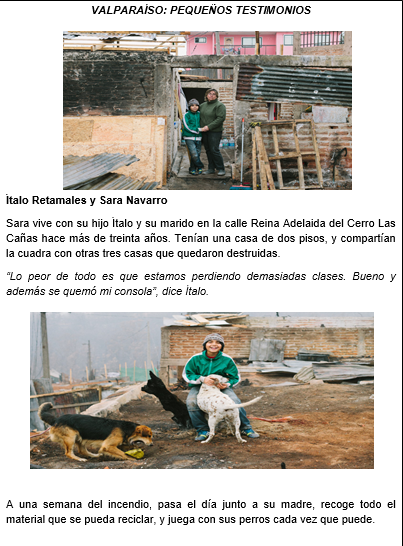 VALPARAÍSO: PEQUEÑOS TESTIMONIOS
Ìtalo Retamales y Sara Navarro
Sara vive con su hijo Ìtalo y su marido en la calle Reina Adelaida del Cerro Las
Cañas hace más de treinta años. Tenían una casa de dos pisos, y compartían
la cuadra con otras tres casas que quedaron destruidas.
“Lo peor de todo es que estamos perdiendo demasiadas clases. Bueno y
además se quemó mi consola”, dice Ìtalo.
A una semana del incendio, pasa el día junto a su madre, recoge todo el
material que se pueda reciclar, y juega con sus perros cada vez que puede.